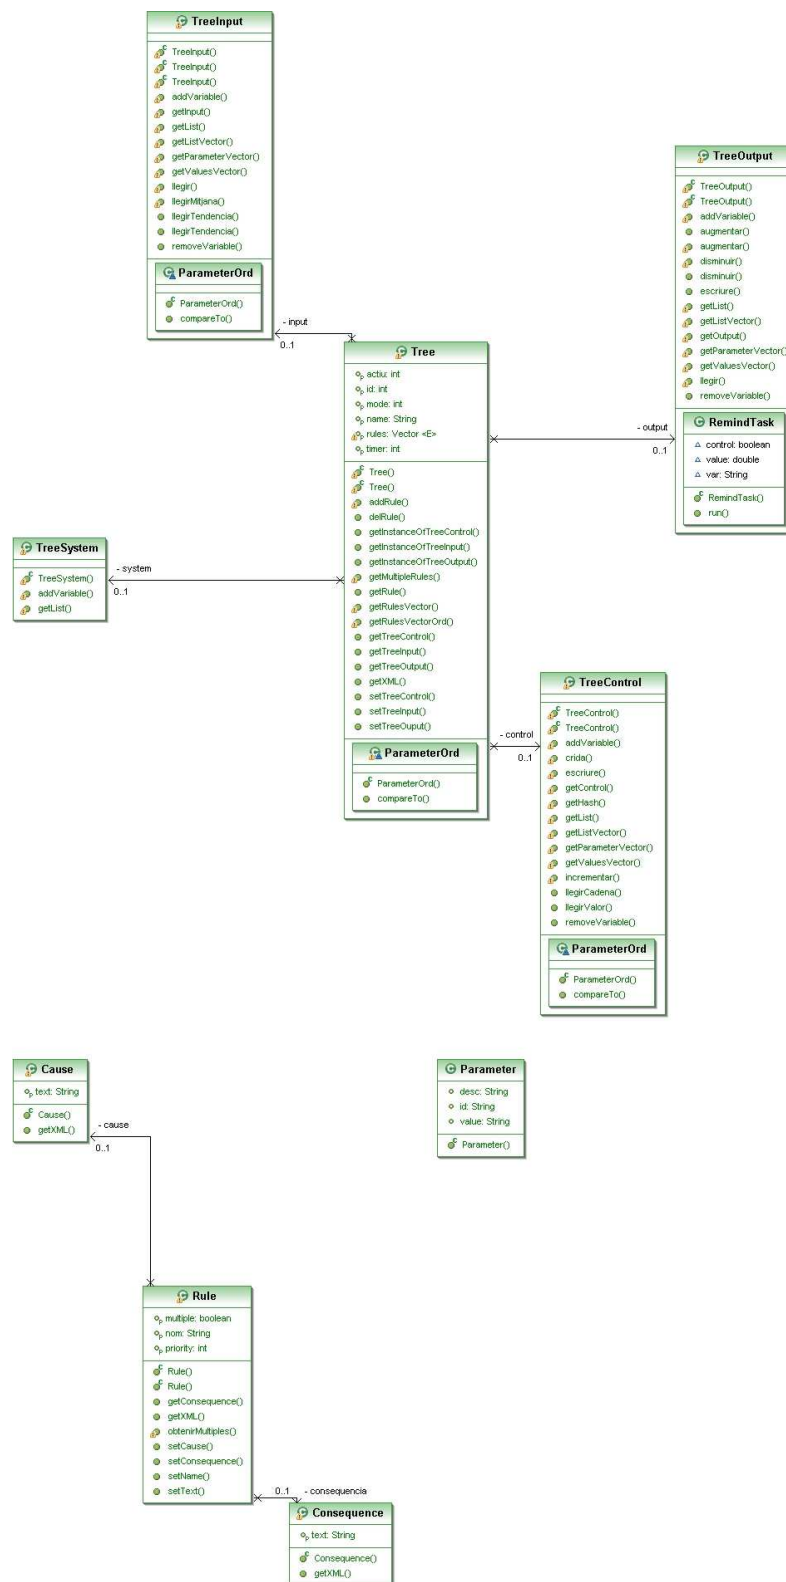 TreeInput
TreeInput()
TreeInput()
TreeInput()
addVariable()
getInput()
getList()
getListVector()
getParameterVector()
getValuesVector()
llegir()
llegirMitjana()
llegirTendencia()
llegirTendencia()
removeVariable()
ParameterOrd
ParameterOrd()
compareTo()
- input
0..1
TreeOutput
TreeOutput()
TreeOutput()
addVariable()
augmentar()
augmentar()
disminuir()
disminuir()
escriure()
getList()
getListVector()
getOutput()
getParameterVector()
getValuesVector()
llegir()
removeVariable()
RemindTask
control: boolean
value: double
var: String
RemindTask()
run()
- output
0..1
Tree
actiu: int
id: int
mode: int
name: String
rules: Vector <E>
timer: int
Tree()
Tree()
addRule()
delRule()
getInstanceOfTreeControl()
getInstanceOfTreeInput()
getInstanceOfTreeOutput()
getMultipleRules()
getRule()
getRulesVector()
getRulesVectorOrd()
getTreeControl()
getTreeInput()
getTreeOutput()
getXML()
setTreeControl()
setTreeInput()
setTreeOuput()
ParameterOrd
ParameterOrd()
compareTo()
TreeSystem
TreeSystem()
addVariable()
getList()
- system
0..1
- control
0..1
TreeControl
TreeControl()
TreeControl()
addVariable()
crida()
escriure()
getControl()
getHash()
getList()
getListVector()
getParameterVector()
getValuesVector()
incrementar()
llegirCadena()
llegirValor()
removeVariable()
ParameterOrd
ParameterOrd()
compareTo()
Cause
text: String
Cause()
getXML()
- cause
0..1
Parameter
desc: String
id: String
value: String
Parameter()
Rule
multiple: boolean
nom: String
priority: int
Rule()
Rule()
getConsequence()
getXML()
obtenirMultiples()
setCause()
setConsequence()
setName()
setText()
0..1 - consequencia
Consequence
text: String
Consequence()
getXML()